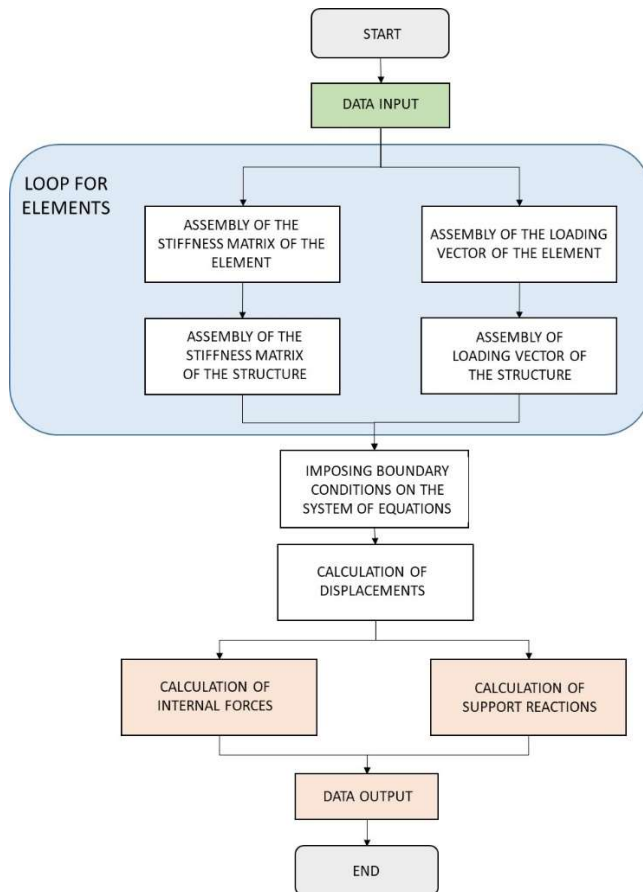 START
DATA INPUT
LOOP FOR
ELEMENTS
ASSEMBLY OF THE
STIFFNESS MATRIX OF THE
ELEMENT
ASSEMBLY OF THE LOADING
VECTOR OF THE ELEMENT
ASSEMBLY OF THE
STIFFNESS MATRIX
OF THE STRUCTURE
ASSEMBLY OF
LOADING VECTOR OF
THE STRUCTURE
IMPOSING BOUNDARY
CONDITIONS ON THE
SYSTEM OF EQUATIONS
CALCULATION OF
DISPLACEMENTS
CALCULATION OF
INTERNAL FORCES
CALCULATION OF
SUPPORT REACTIONS
DATA OUTPUT
END